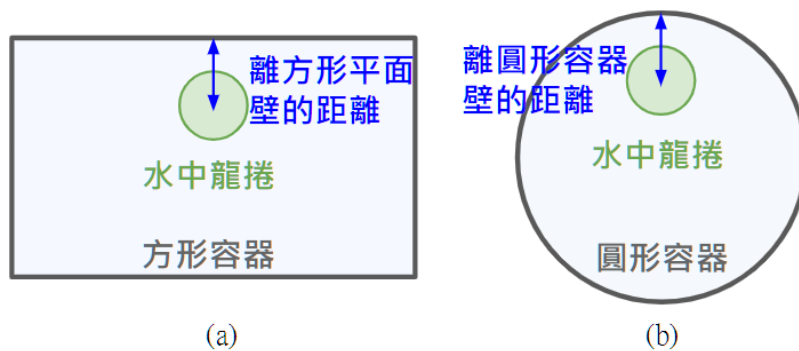 離方形平面
壁的距離
水中龍捲
方形容器
(a)
離圓形容器
壁的距離
水中龍捲
圓形容器
(b)